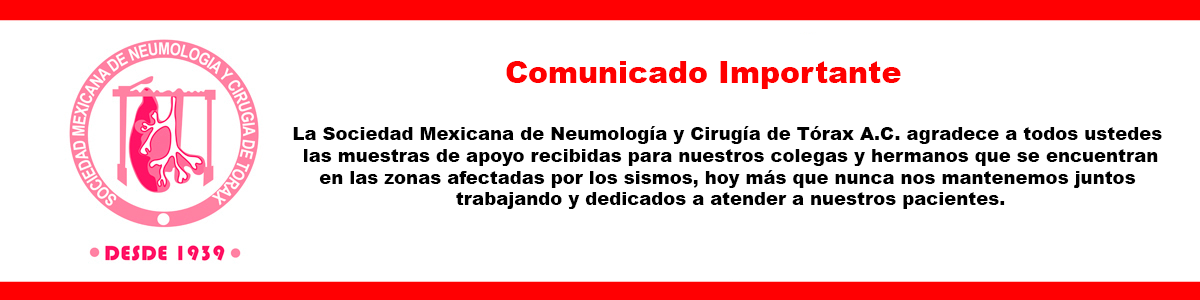 SOCIEDAD MEXICANA DE NEUMOLOGIA Y CIRUGIA DE TORAX
• DESDE 1939 •
Comunicado Importante
La Sociedad Mexicana de Neumología y Cirugía de Tórax A.C. agradece a todos ustedes
las muestras de apoyo recibidas para nuestros colegas y hermanos que se encuentran
en las zonas afectadas por los sismos, hoy más que nunca nos mantenemos juntos
trabajando y dedicados a atender a nuestros pacientes.